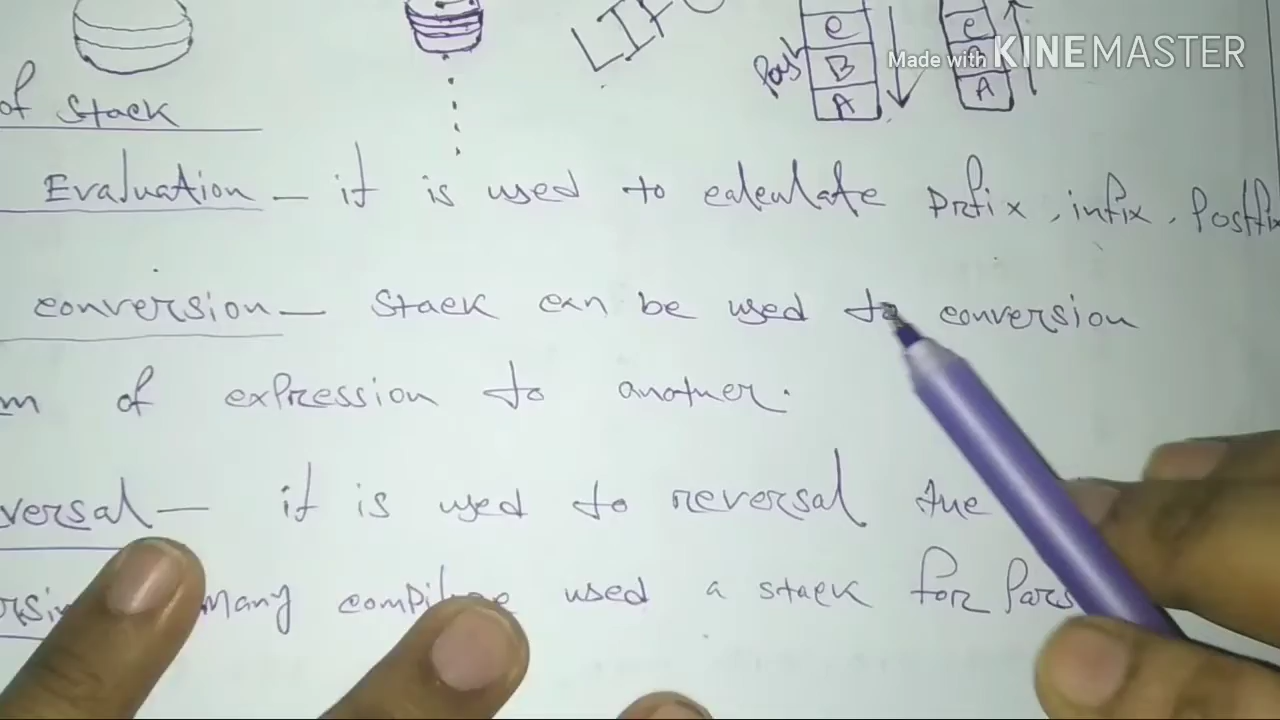 LIFO
Push
C
B
A
C
B
A
Made with KINEMASTER
of Stack
Evaluation - it is used to calculate Prfix, infix, Postfix
conversion - Stack can be used to conversion
m of expression to another.
versal - it is used to reversal the
many compiler used a stack for Pars